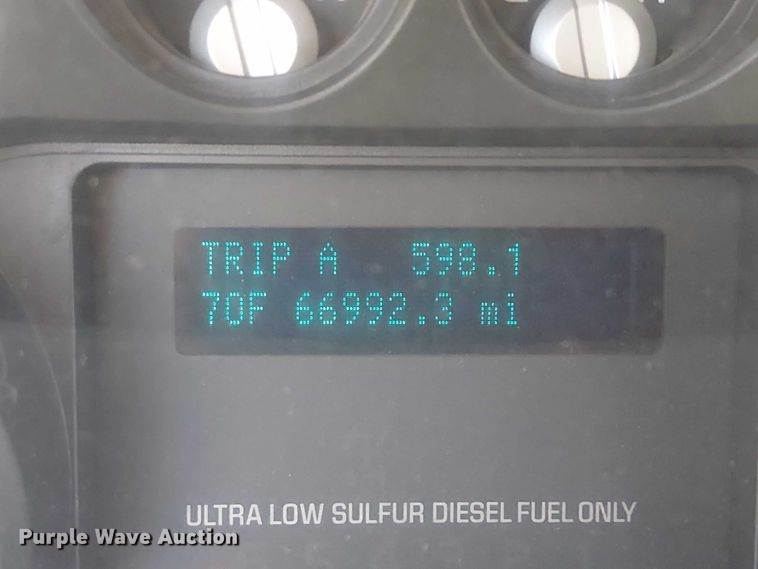 TRIP A 598.1
70F 66992.3 mi
ULTRA LOW SULFUR DIESEL FUEL ONLY
Purple Wave Auction